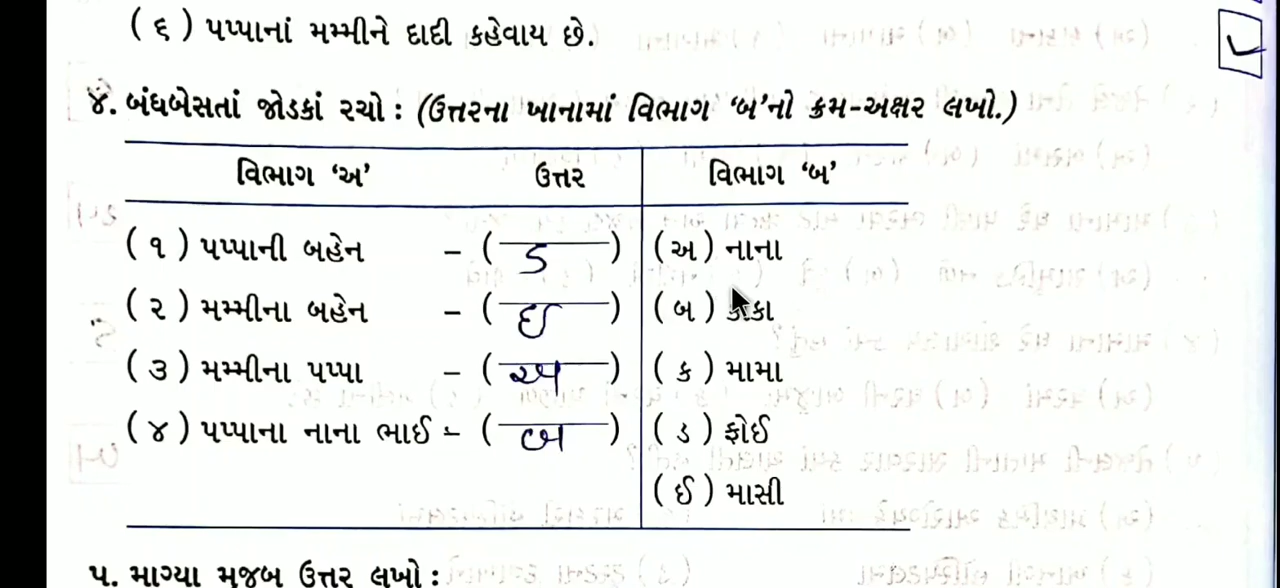 ( ૬ ) પપ્પાનાં મમ્મીને દાદી કહેવાય છે.
૪. બંધબેસતાં જોડકાં રચો : (ઉત્તરના ખાનામાં વિભાગ ‘બ’નો ક્રમ-અક્ષર લખો.)
વિભાગ ‘અ’ ઉત્તર વિભાગ ‘બ’
( ૧ ) પપ્પાની બહેન – ( ડ ) ( અ ) નાના
( ૨ ) મમ્મીના બહેન – ( ઈ ) ( બ ) કાકા
( ૩ ) મમ્મીના પપ્પા – ( અ ) ( ક ) મામા
( ૪ ) પપ્પાના નાના ભાઈ – ( બ ) ( ડ ) ફોઈ
( ઈ ) માસી
૫. માગ્યા મુજબ ઉત્તર લખો :